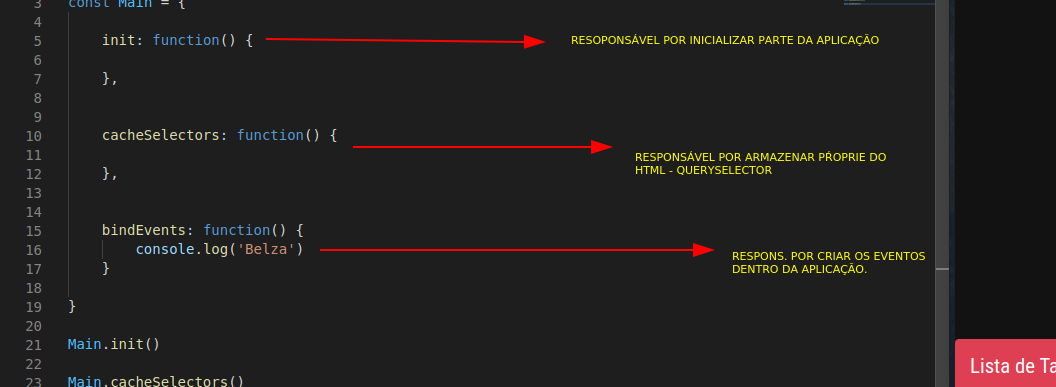 3 const Main = {
4
5 init: function() {
RESOPONSÁVEL POR INICIALIZAR PARTE DA APLICAÇÃO
6
7 },
8
9
10 cacheSelectors: function() {
11
RESPONSÁVEL POR ARMAZENAR PŔOPRIE DO
HTML - QUERYSELECTOR
12 },
13
14
15 bindEvents: function() {
16 console.log('Belza')
RESPONS. POR CRIAR OS EVENTOS
DENTRO DA APLICAÇÃO.
17 }
18
19 }
20
21 Main.init()
22
23 Main.cacheSelectors()
Lista de Ta